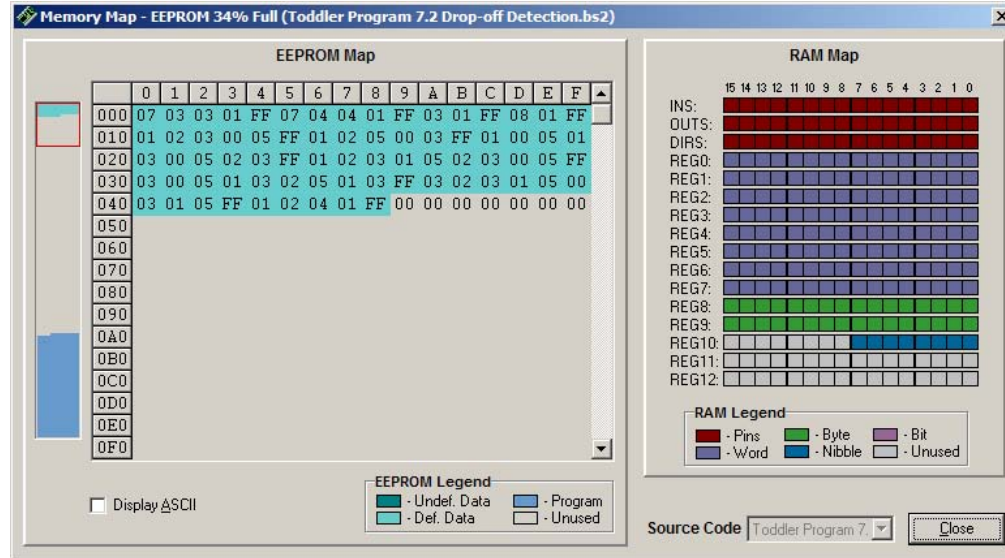 Memory Map - EEPROM 34% Full (Toddler Program 7.2 Drop-off Detection.bs2)
EEPROM Map
0 1 2 3 4 5 6 7 8 9 A B C D E F
000 07 03 03 01 FF 07 04 04 01 FF 03 01 FF 08 01 FF
010 01 02 03 00 05 FF 01 02 05 00 03 FF 01 00 05 01
020 03 00 05 02 03 FF 01 02 03 01 05 02 03 00 05 FF
030 03 00 05 01 03 02 05 01 03 FF 03 02 03 01 05 00
040 03 01 05 FF 01 02 04 01 FF 00 00 00 00 00 00 00
050
060
070
080
090
0A0
0B0
0C0
0D0
0E0
0F0
Display ASCII
EEPROM Legend
- Undef. Data - Program
- Def. Data - Unused
RAM Map
15 14 13 12 11 10 9 8 7 6 5 4 3 2 1 0
INS:
OUTS:
DIRS:
REG0:
REG1:
REG2:
REG3:
REG4:
REG5:
REG6:
REG7:
REG8:
REG9:
REG10:
REG11:
REG12:
RAM Legend
- Pins - Byte - Bit
- Word - Nibble - Unused
Source Code Toddler Program 7. Close